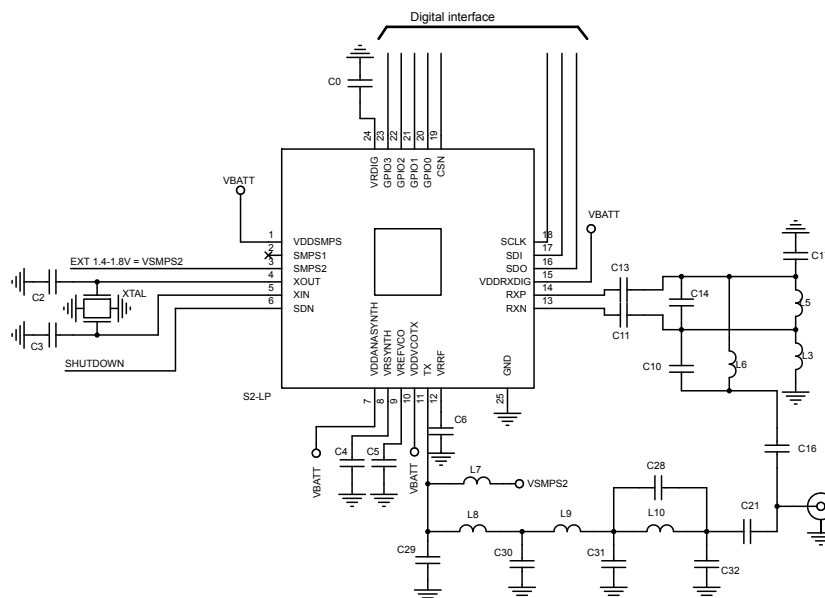 Digital interface
C0
24
23
22
21
20
19
VRDIG
GPIO3
GPIO2
GPIO1
GPIO0
CSN
VBATT
VBATT
1
VDDSMPS
SCLK
18
2
SMPS1
SDI
17
EXT 1.4-1.8V = VSMPS2
3
SMPS2
SDO
16
4
XOUT
VDDRXDIG
15
5
XIN
RXP
14
6
SDN
RXN
13
C2
XTAL
C3
SHUTDOWN
C13
C11
C14
C10
L6
L5
L3
C16
VDDANASYNTH
VRSYNTH
VREFVCO
VDDVCOTX
TX
VRRF
GND
S2-LP
7
8
9
10
11
12
25
C4
C5
C6
VBATT
VBATT
L7
VSMPS2
C28
L8
L9
L10
C21
C29
C30
C31
C32